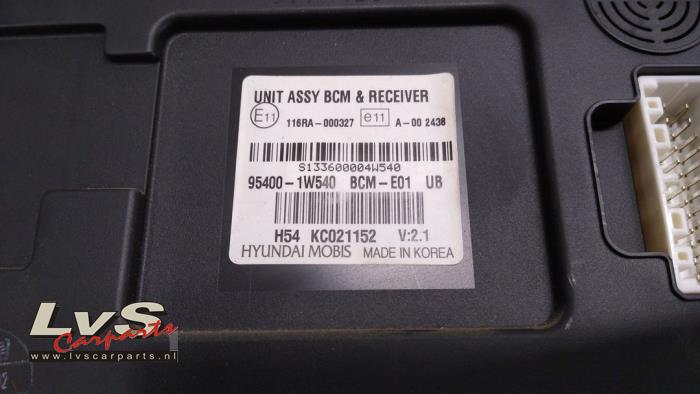 UNIT ASSY BCM & RECEIVER
E11 116RA-000327 e11 A-00 2438
S133600004W540
95400-1W540 BCM-E01 UB
H54 KC021152 V:2.1
HYUNDAI MOBIS MADE IN KOREA
LvS
Carparts
www.lvscarparts.nl